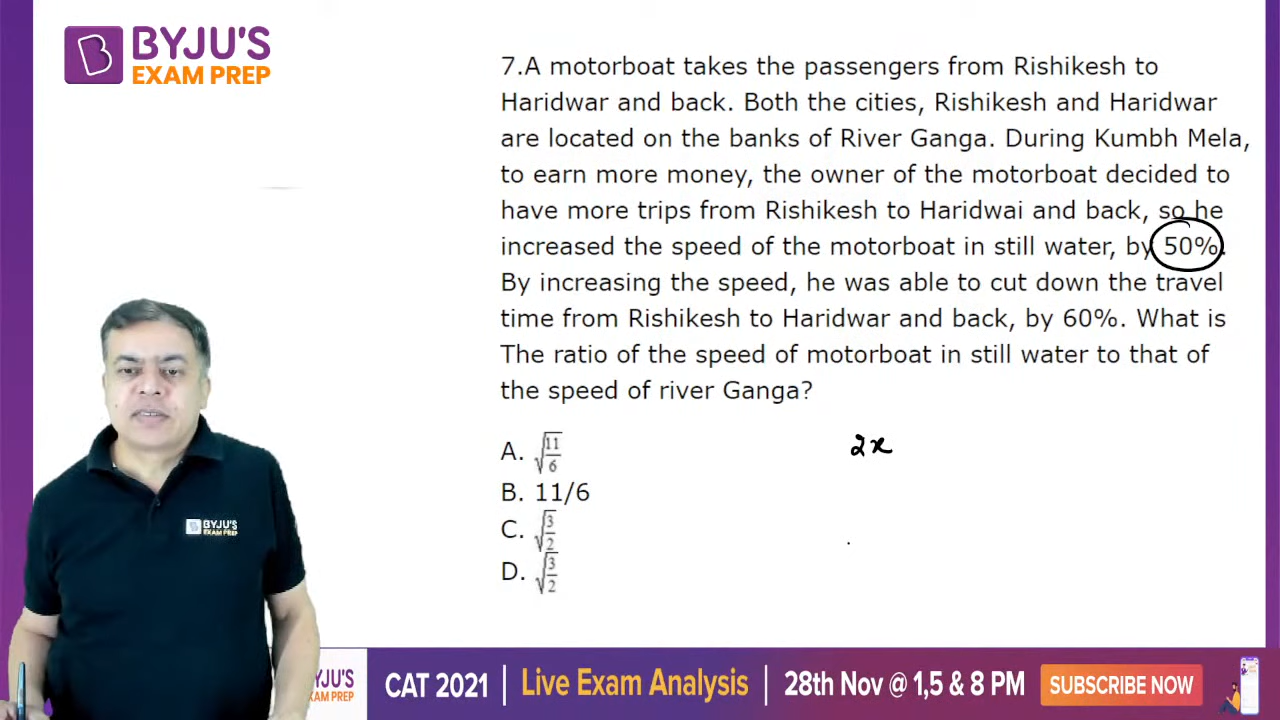 BYJU'S
EXAM PREP
7.A motorboat takes the passengers from Rishikesh to
Haridwar and back. Both the cities, Rishikesh and Haridwar
are located on the banks of River Ganga. During Kumbh Mela,
to earn more money, the owner of the motorboat decided to
have more trips from Rishikesh to Haridwai and back, so he
increased the speed of the motorboat in still water, by 50%.
By increasing the speed, he was able to cut down the travel
time from Rishikesh to Haridwar and back, by 60%. What is
The ratio of the speed of motorboat in still water to that of
the speed of river Ganga?
A. √11/6
2x
B. 11/6
C. √3/2
D. √3/2
BYJU'S
EXAM PREP
BYJU'S
EXAM PREP
CAT 2021 | Live Exam Analysis | 28th Nov @ 1,5 & 8 PM
SUBSCRIBE NOW